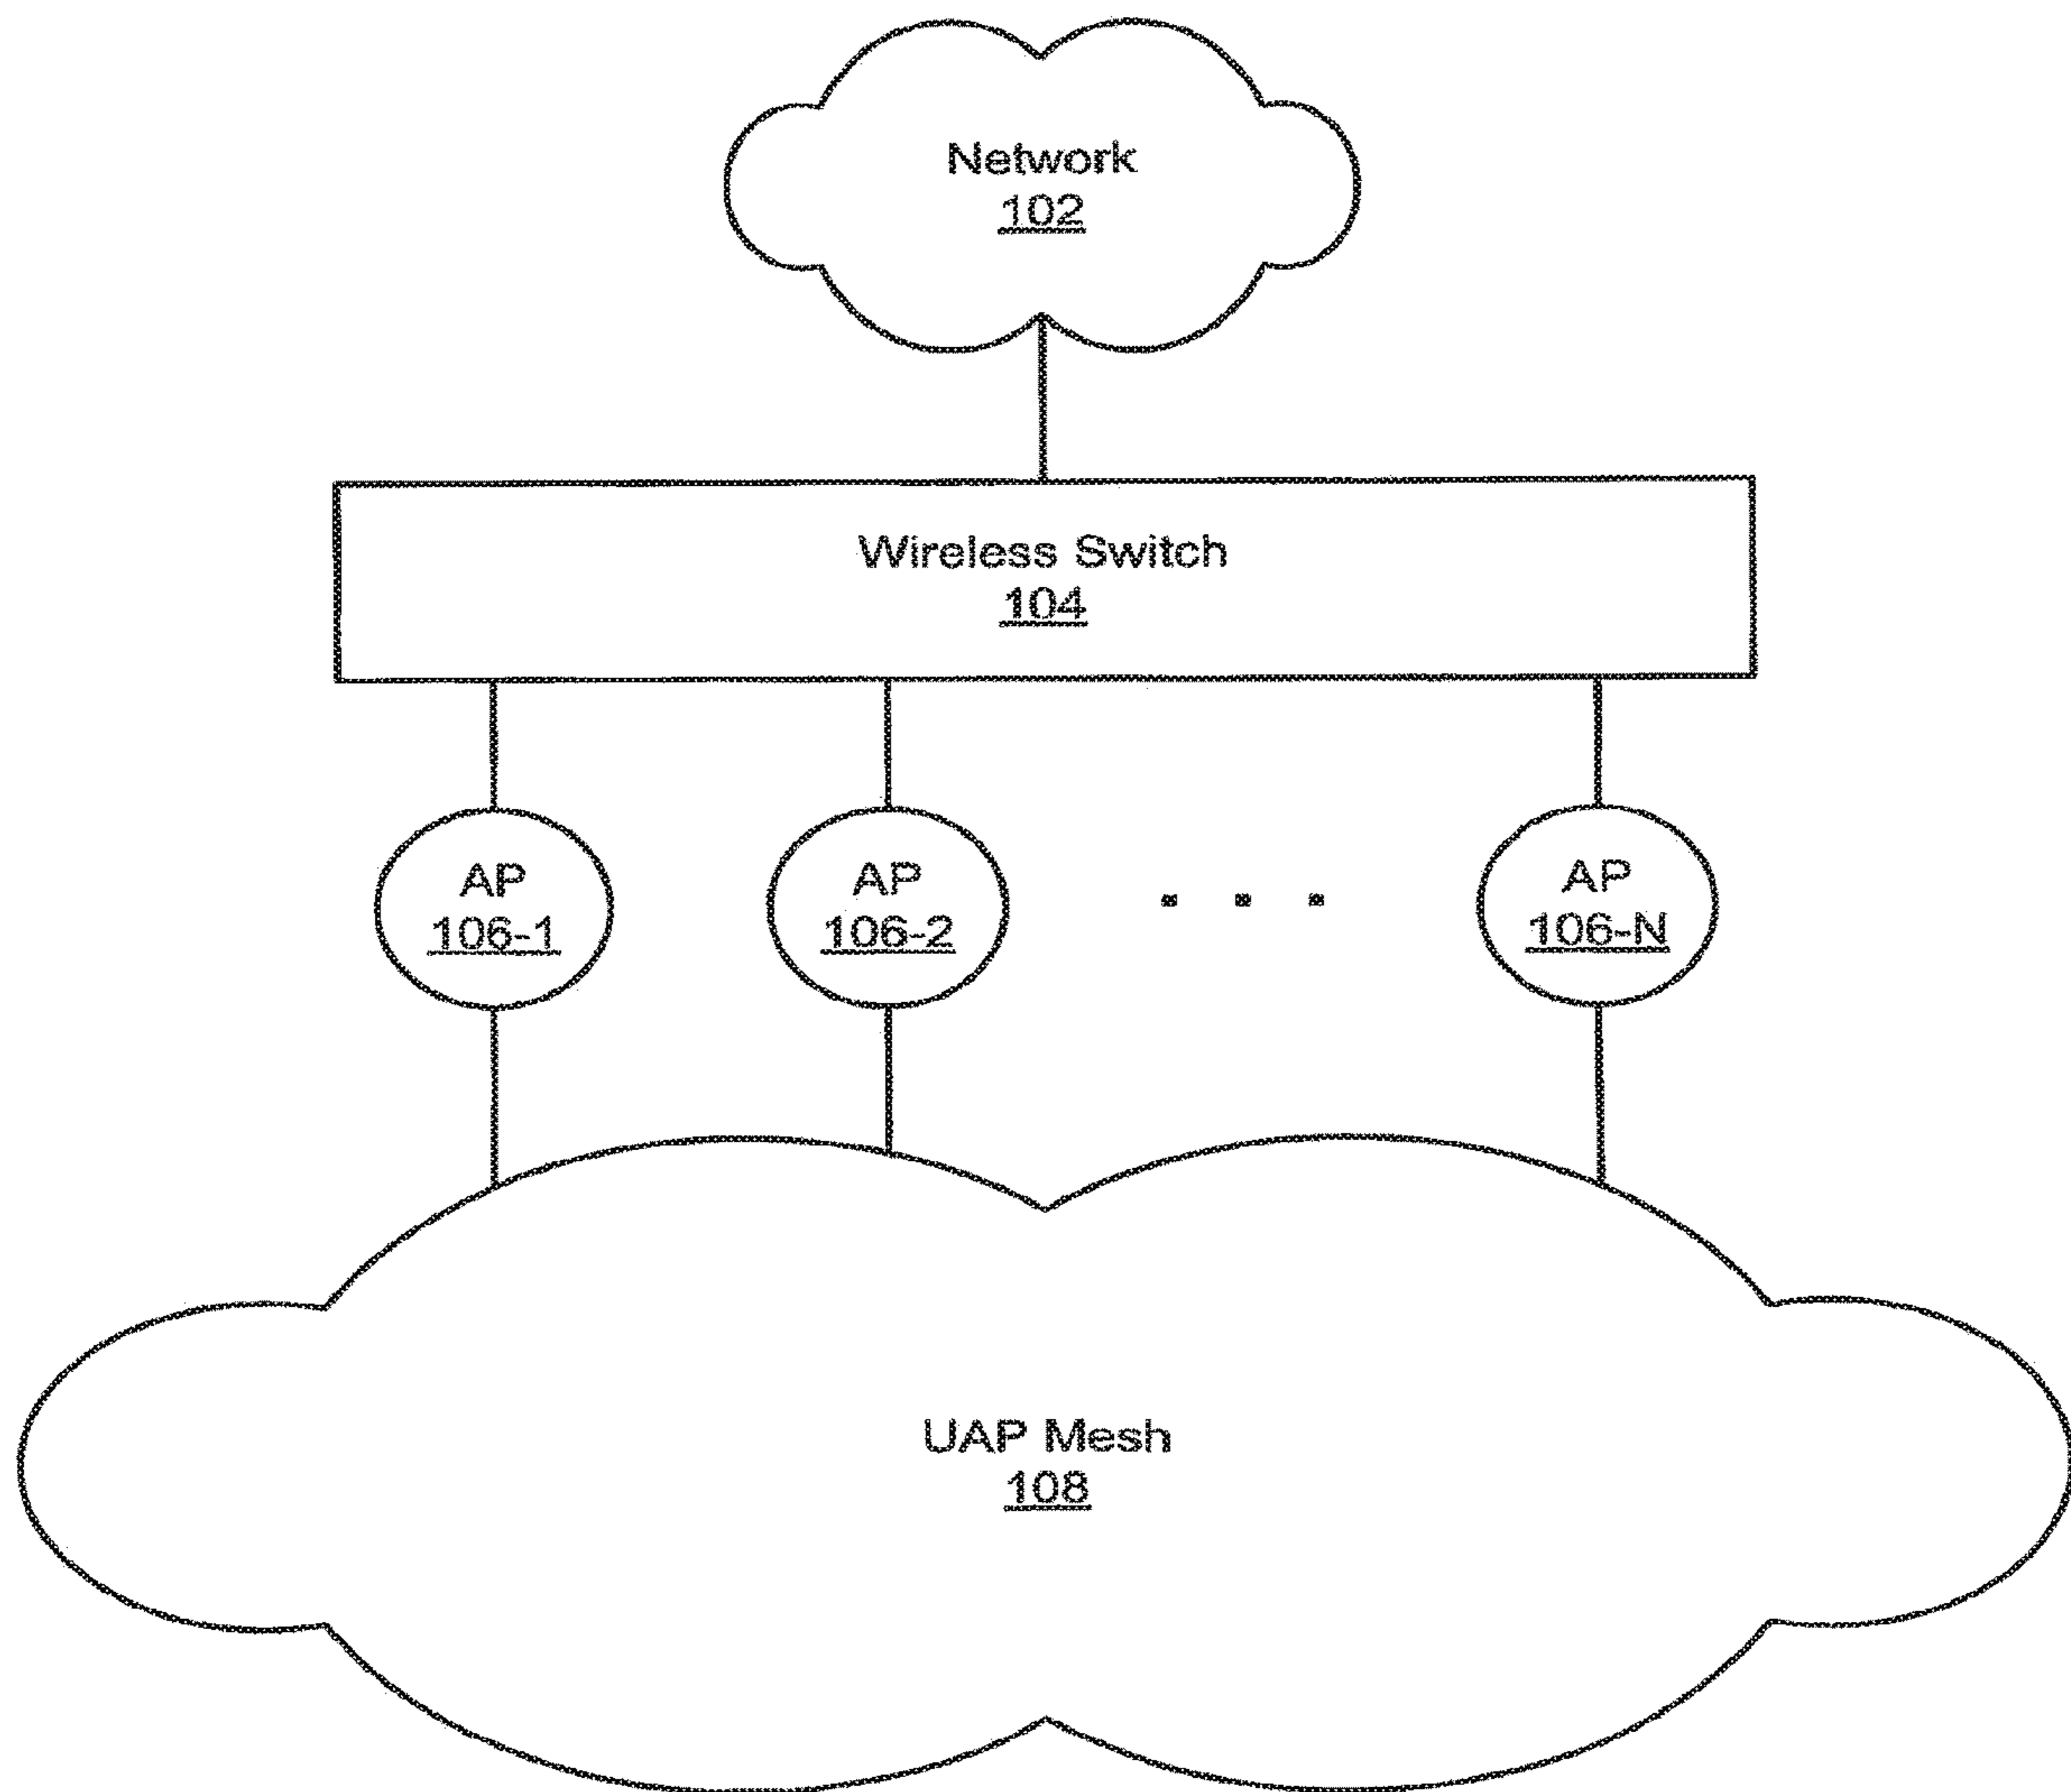 Network
102
Wireless Switch
104
AP
106-1
AP
106-2
. . .
AP
106-N
UAP Mesh
108